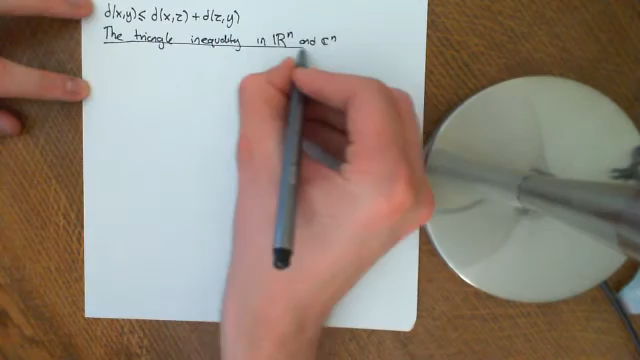 d(x,y) ≤ d(x,z) + d(z,y)
The triangle inequality in ℝⁿ and ℂⁿ